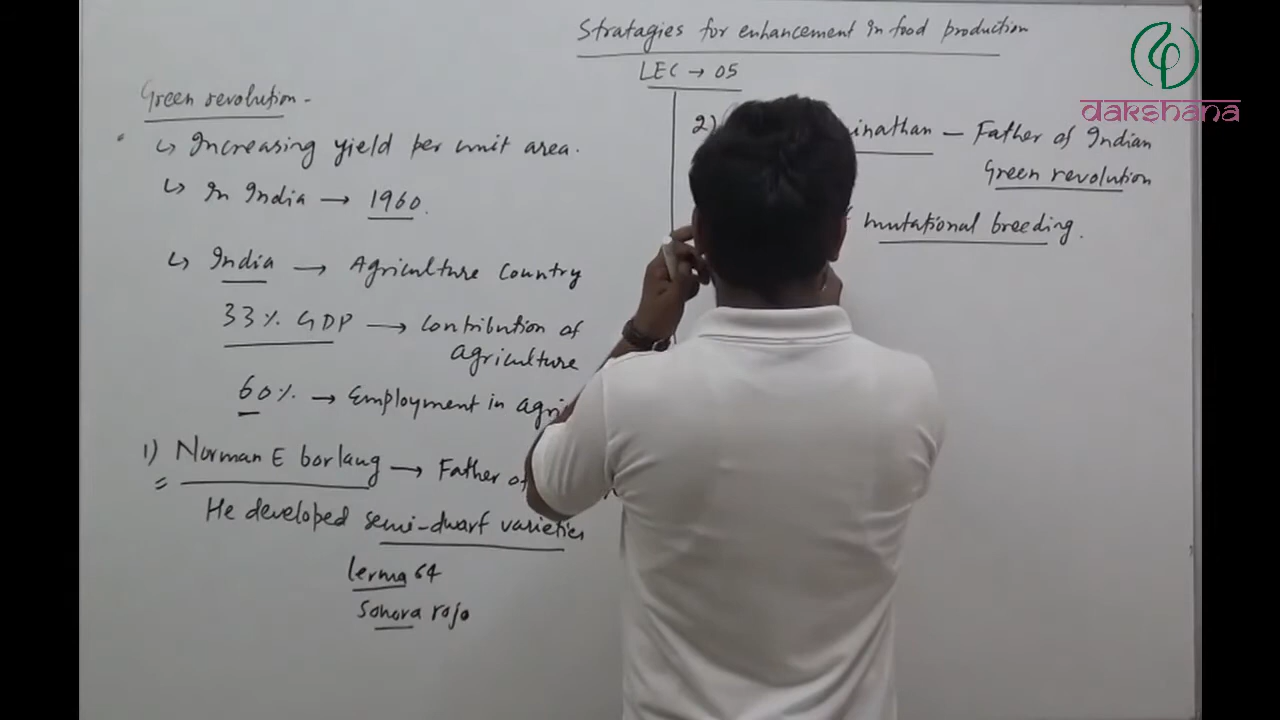 Stratagies for enhancement in food production
LEC → 05
dakshana
Green revolution -
↳ Increasing yield per unit area.
↳ In India → 1960.
↳ India → Agriculture Country
33% GDP → Contribution of
agriculture
60% → Employment in agri
1) Norman E borlaug → Father of
He developed semi-dwarf varieties
lerma 64
Sonora rojo
2) inathan — Father of Indian
Green revolution
mutational breeding.